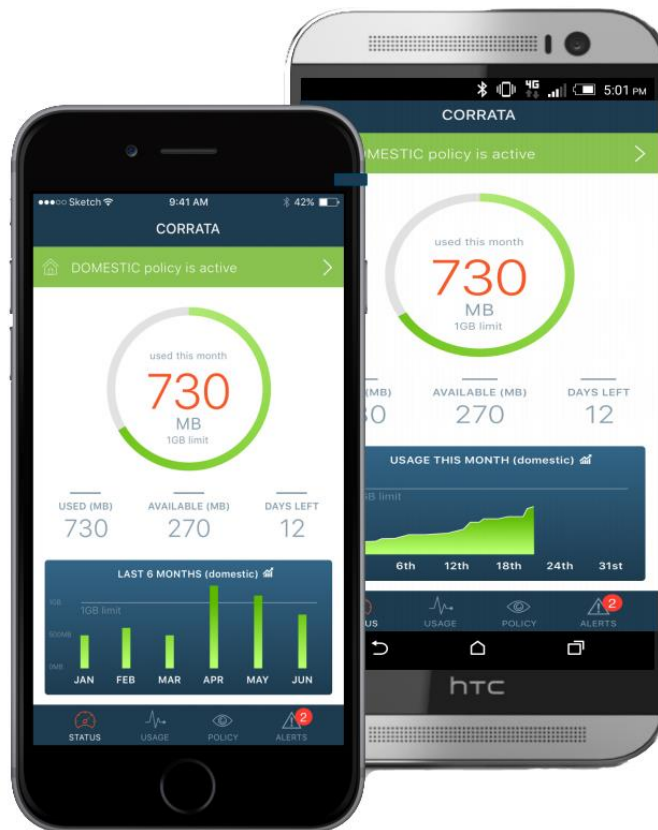 ●●●○○ Sketch 9:41 AM 42%
CORRATA
DOMESTIC policy is active
used this month
730
MB
1GB limit
USED (MB) AVAILABLE (MB) DAYS LEFT
730 270 12
LAST 6 MONTHS (domestic)
1GB
1GB limit
500MB
0MB
JAN FEB MAR APR MAY JUN
STATUS USAGE POLICY ALERTS
2
4G 5:01 PM
CORRATA
OMESTIC policy is active
used this month
730
MB
1GB limit
(MB) AVAILABLE (MB) DAYS LEFT
30 270 12
USAGE THIS MONTH (domestic)
GB limit
6th 12th 18th 24th 31st
US USAGE POLICY ALERTS
2
hTC